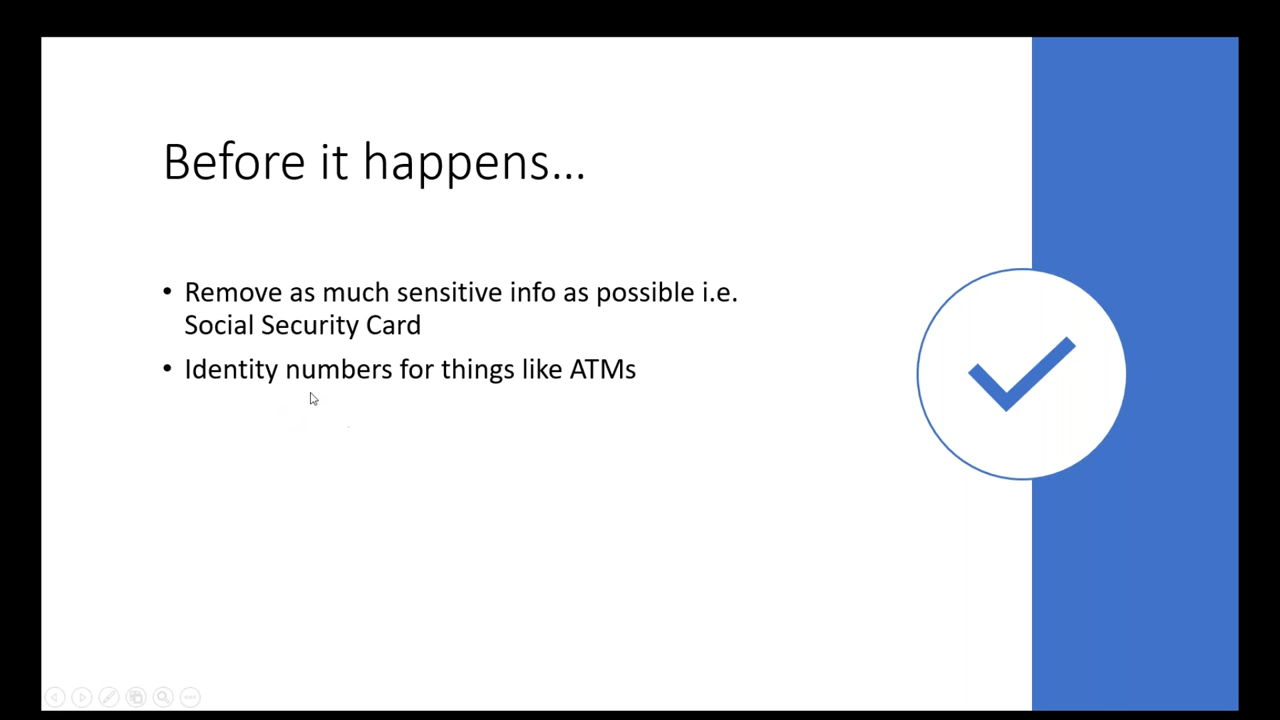 Before it happens...
• Remove as much sensitive info as possible i.e.
Social Security Card
• Identity numbers for things like ATMs